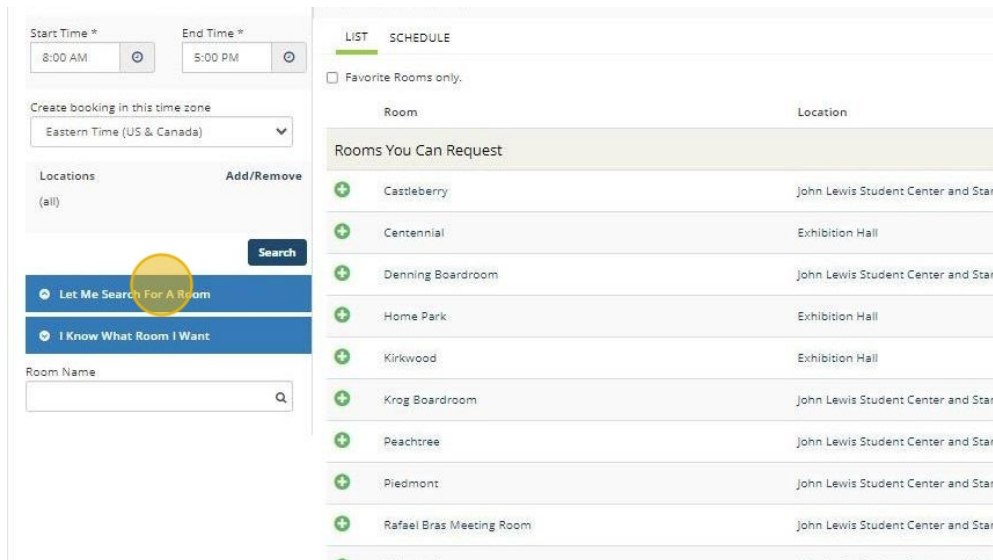 Start Time * End Time *
8:00 AM 5:00 PM
Create booking in this time zone
Eastern Time (US & Canada)
Locations Add/Remove
(all)
Search
Let Me Search For A Room
I Know What Room I Want
Room Name
LIST SCHEDULE
Favorite Rooms only.
Room Location
Rooms You Can Request
Castleberry John Lewis Student Center and Star
Centennial Exhibition Hall
Denning Boardroom John Lewis Student Center and Star
Home Park Exhibition Hall
Kirkwood Exhibition Hall
Krog Boardroom John Lewis Student Center and Star
Peachtree John Lewis Student Center and Star
Piedmont John Lewis Student Center and Star
Rafael Bras Meeting Room John Lewis Student Center and Star